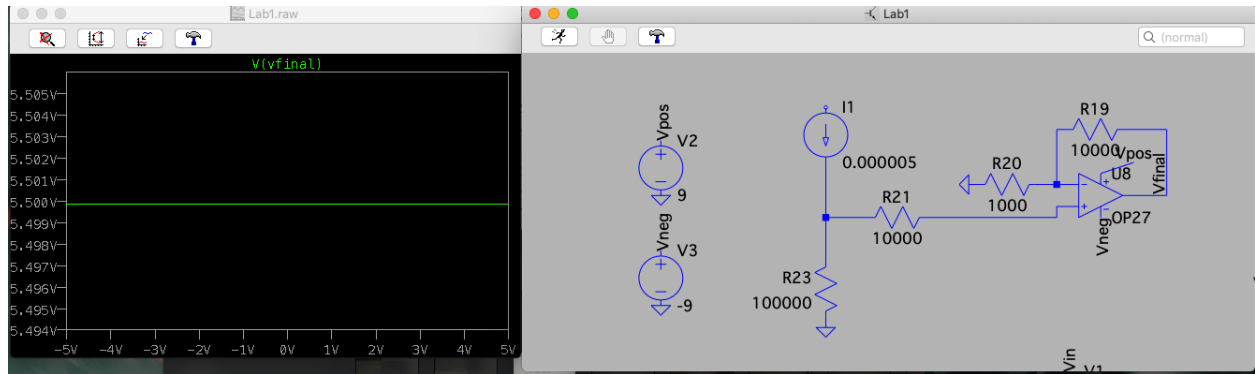 Lab1.raw
V(vfinal)
5.505V
5.504V
5.503V
5.502V
5.501V
5.500V
5.499V
5.498V
5.497V
5.496V
5.495V
5.494V
-5V -4V -3V -2V -1V 0V 1V 2V 3V 4V 5V
Lab1
(normal)
Vpos
V2
9
Vneg
V3
-9
I1
0.000005
R21
10000
R23
100000
R20
1000
R19
10000
Vpos
U8
OP27
Vneg
Vfinal
Vin
V1